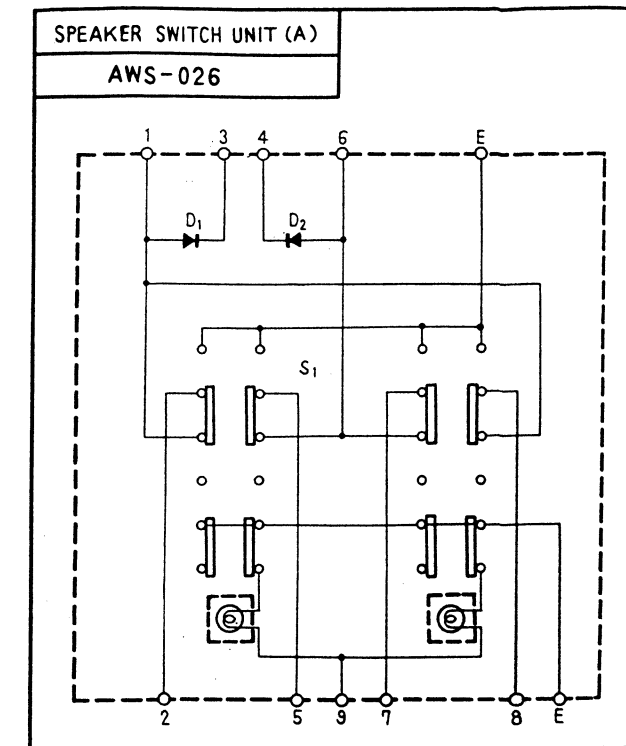 SPEAKER SWITCH UNIT (A)
AWS-026
1 3 4 6 E
D1 D2
S1
2 5 9 7 8 E